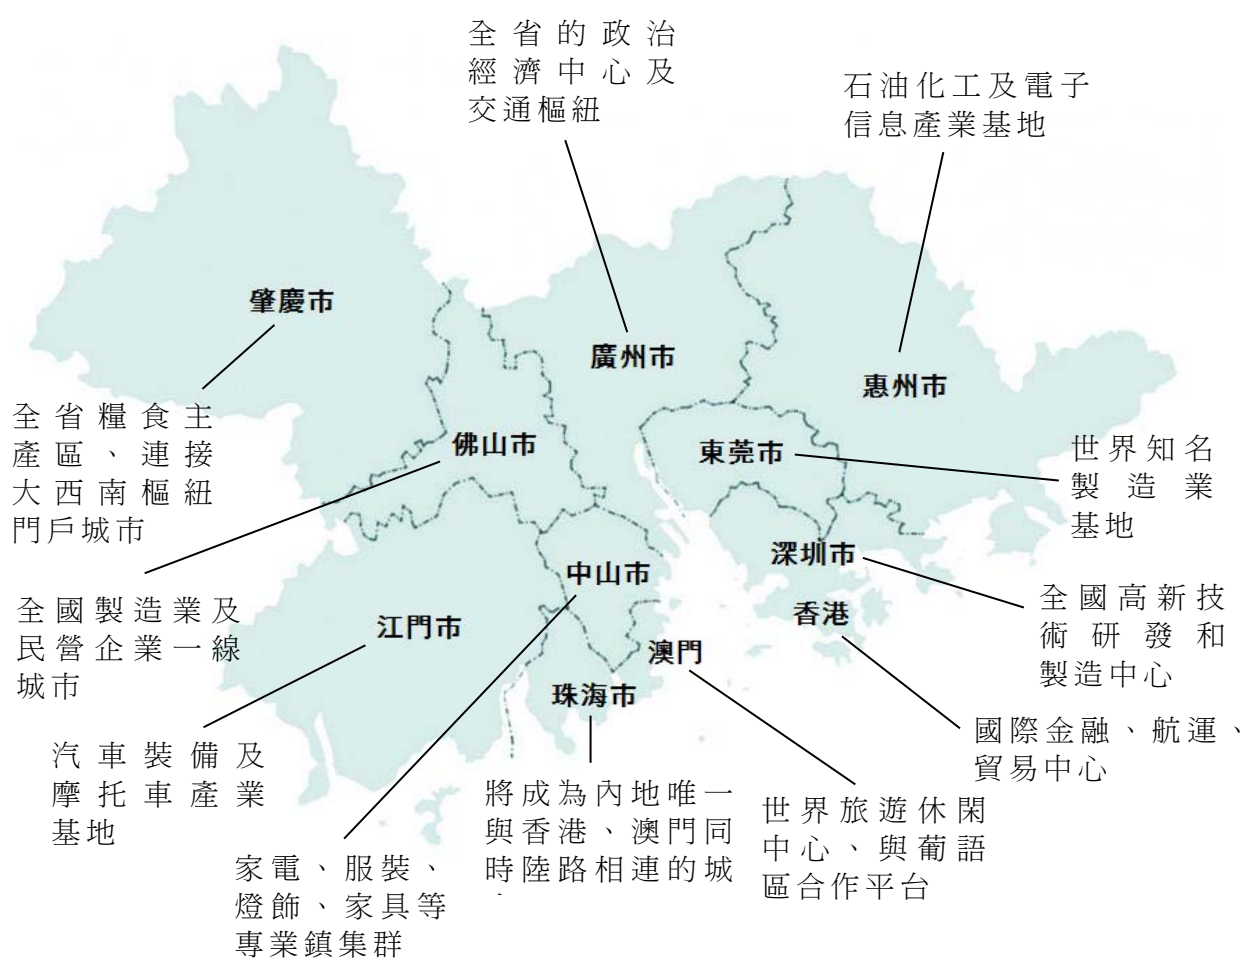 全省的政治
經濟中心及
交通樞紐
石油化工及電子
信息產業基地
肇慶市
廣州市
惠州市
全省糧食主
產區、連接
大西南樞紐
門戶城市
佛山市
東莞市
世界知名
製造業
基地
深圳市
中山市
香港
江門市
澳門
珠海市
全國製造業及
民營企業一線
城市
全國高新技
術研發和
製造中心
國際金融、航運、
貿易中心
汽車裝備及
摩托車產業
基地
將成為內地唯一
與香港、澳門同
時陸路相連的城
世界旅遊休閑
中心、與葡語
區合作平台
家電、服裝、
燈飾、家具等
專業鎮集群